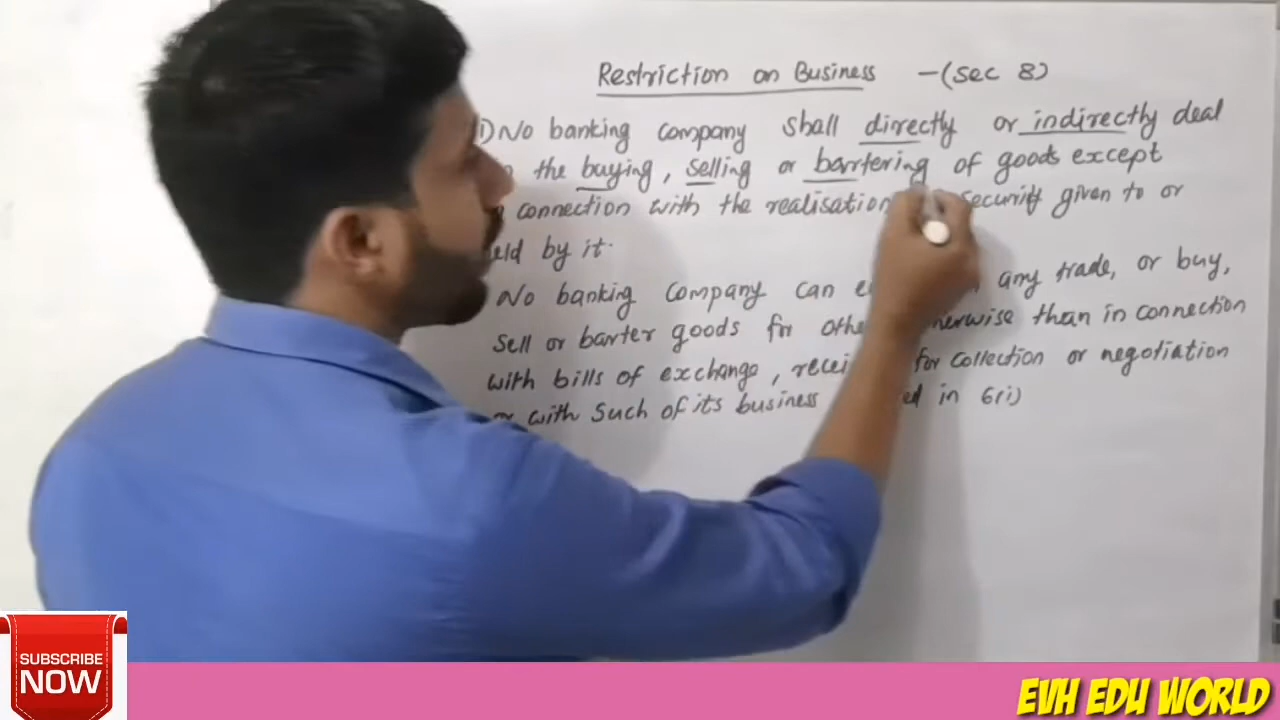 Restriction on Business - (Sec 8)
1) No banking company shall directly or indirectly deal
the buying, selling or bartering of goods except
connection with the realisation security given to or
by it.
No banking company can any trade, or buy,
sell or barter goods for than in connection
with bills of exchange, for collection or negotiation
with such of its business in 6(i)
SUBSCRIBE
NOW
EVH EDU WORLD